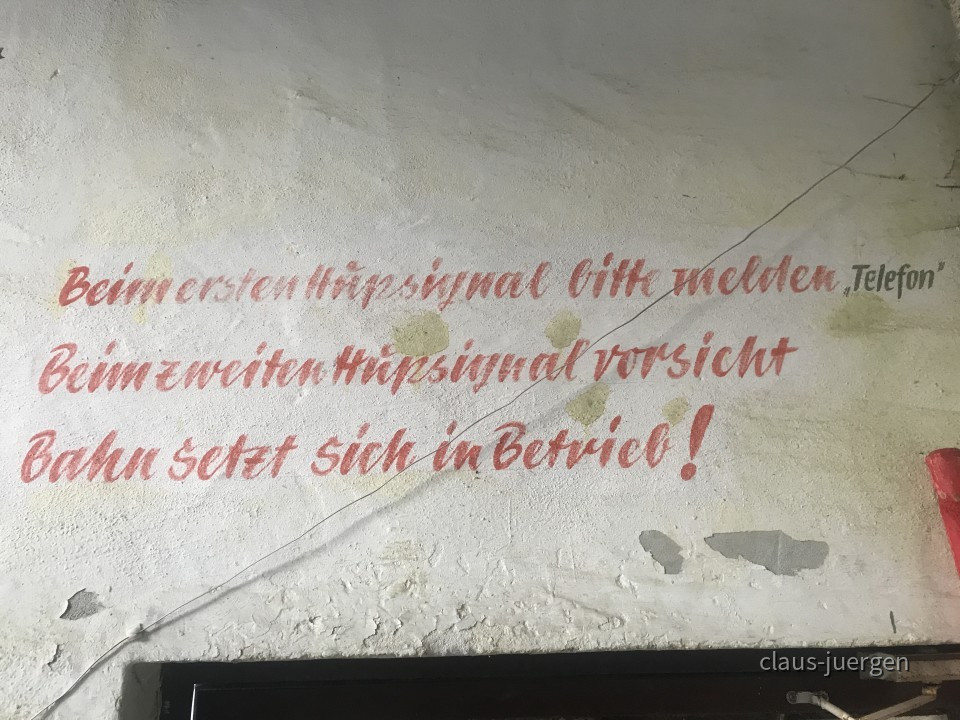 Beim ersten Hupsignal bitte melden „Telefon"
Beim zweiten Hupsignal vorsicht
Bahn setzt sich in Betrieb!
claus-juergen